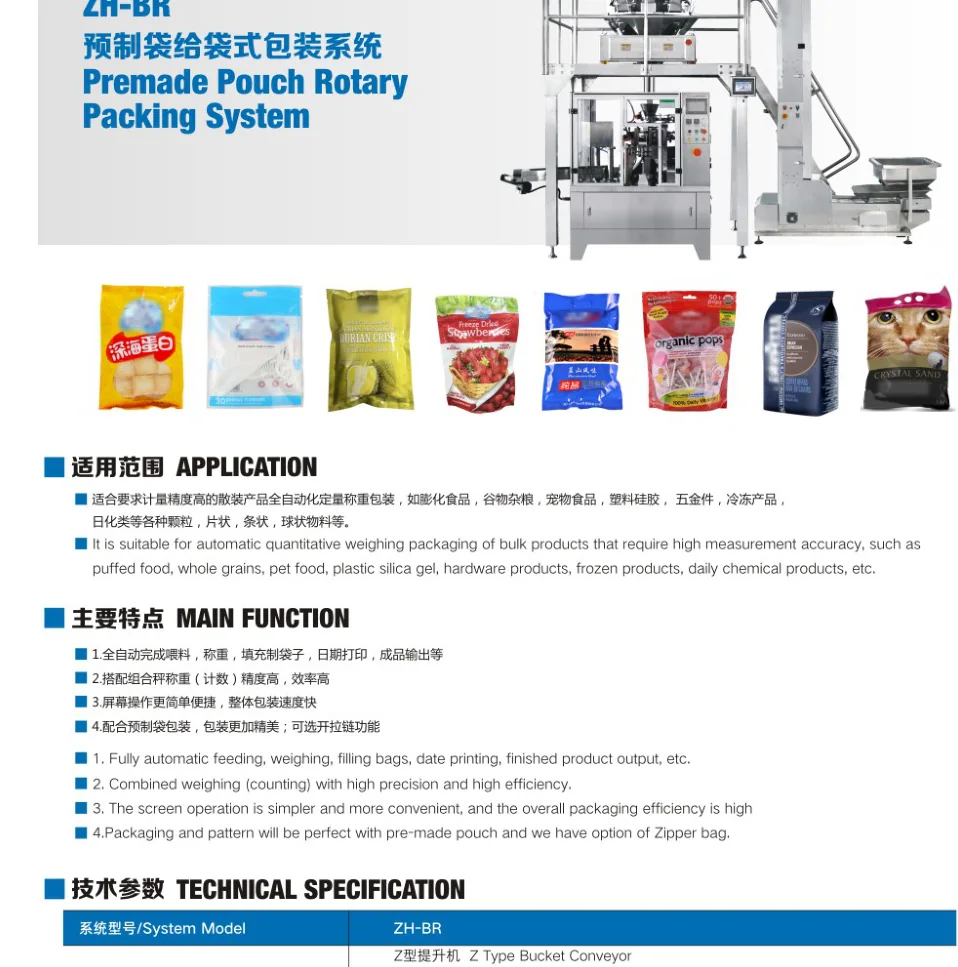 ZH-BR
预制袋给袋式包装系统
Premade Pouch Rotary
Packing System
深海蛋白
DURIAN CRISP
Freeze Dried
Strawberries
蓝山风味
50+
pops
organic pops
100% Daily Vitamin C
CRYSTAL SAND
适用范围 APPLICATION
适合要求计量精度高的散装产品全自动化定量称重包装，如膨化食品，谷物杂粮，宠物食品，塑料硅胶， 五金件，冷冻产品，
日化类等各种颗粒，片状，条状，球状物料等。
It is suitable for automatic quantitative weighing packaging of bulk products that require high measurement accuracy, such as
puffed food, whole grains, pet food, plastic silica gel, hardware products, frozen products, daily chemical products, etc.
主要特点 MAIN FUNCTION
1.全自动完成喂料，称重，填充制袋子，日期打印，成品输出等
2.搭配组合秤称重（计数）精度高，效率高
3.屏幕操作更简单便捷，整体包装速度快
4.配合预制袋包装，包装更加精美；可选开拉链功能
1. Fully automatic feeding, weighing, filling bags, date printing, finished product output, etc.
2. Combined weighing (counting) with high precision and high efficiency.
3. The screen operation is simpler and more convenient, and the overall packaging efficiency is high
4.Packaging and pattern will be perfect with pre-made pouch and we have option of Zipper bag.
技术参数 TECHNICAL SPECIFICATION
系统型号/System Model ZH-BR
Z型提升机 Z Type Bucket Conveyor